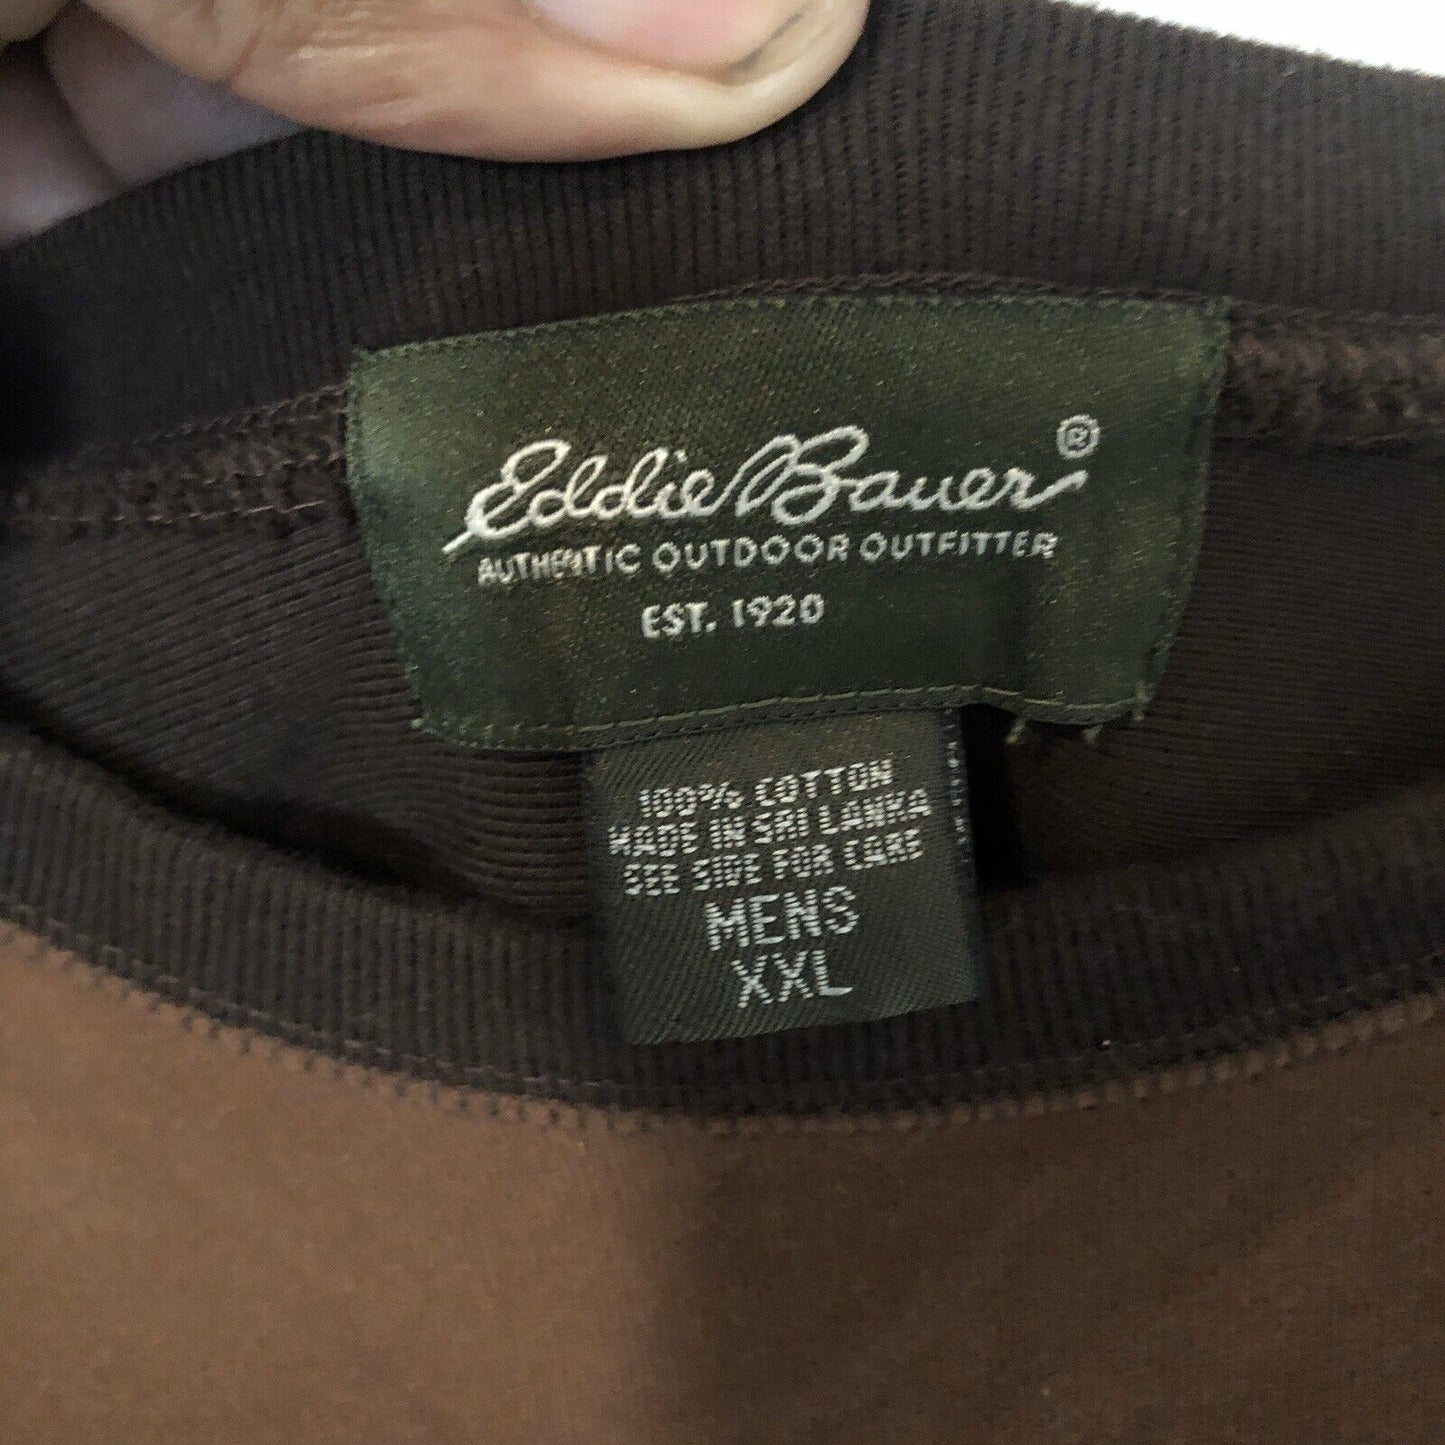 Eddie Bauer®
AUTHENTIC OUTDOOR OUTFITTER
EST. 1920
100% COTTON
MADE IN SRI LANKA
SEE SIDE FOR CARE
MENS
XXL